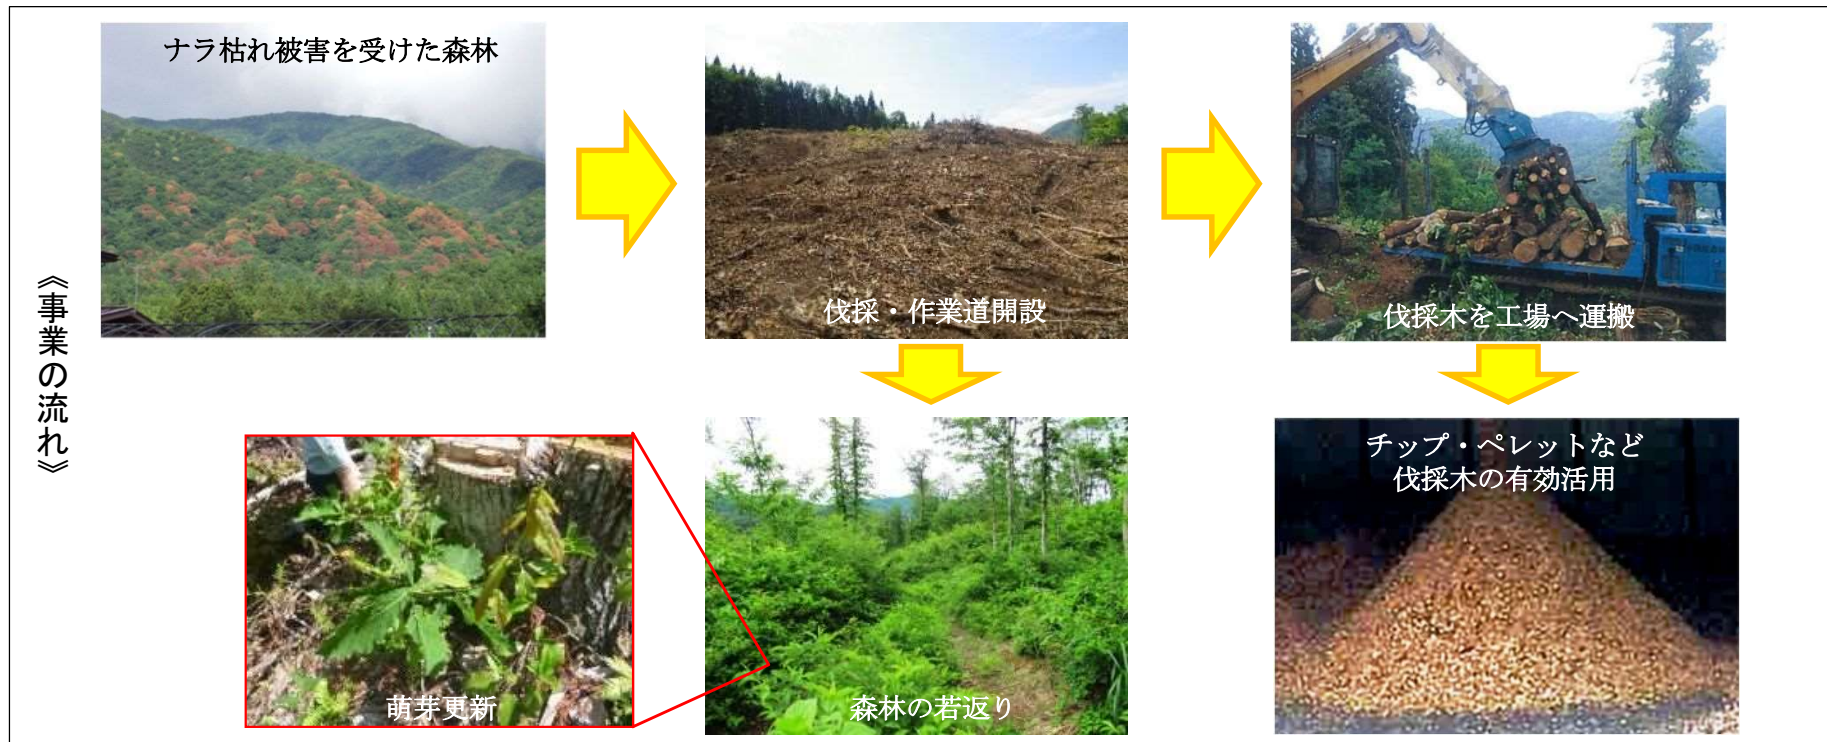 《事業の流れ》
ナラ枯れ被害を受けた森林
伐採・作業道開設
伐採木を工場へ運搬
萌芽更新
森林の若返り
チップ・ペレットなど
伐採木の有効活用